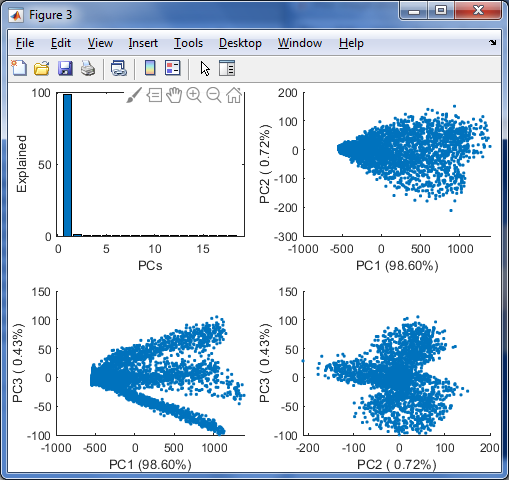 Figure 3
File Edit View Insert Tools Desktop Window Help
100
50
0
Explained
0 5 10 15
PCs
200
100
0
-100
-200
-300
PC2 ( 0.72%)
-1000 -500 0 500 1000
PC1 (98.60%)
150
100
50
0
-50
-100
PC3 ( 0.43%)
-1000 -500 0 500 1000
PC1 (98.60%)
150
100
50
0
-50
-100
PC3 ( 0.43%)
-200 -100 0 100 200
PC2 ( 0.72%)